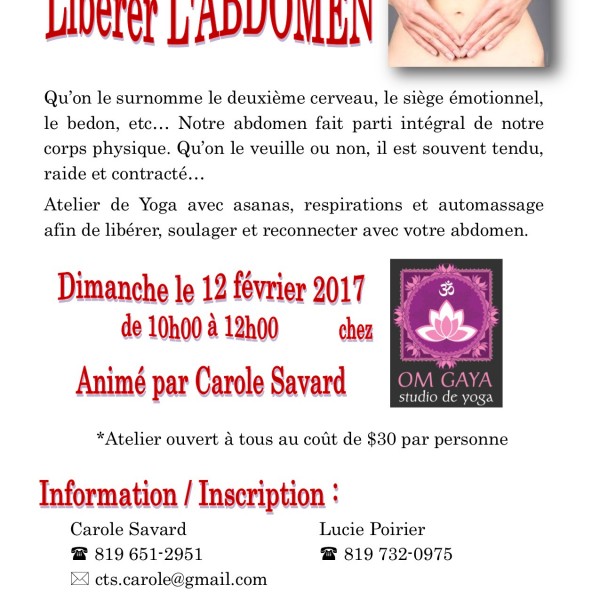 Libérer L'ABDOMEN
Qu'on le surnomme le deuxième cerveau, le siège émotionnel,
le bedon, etc… Notre abdomen fait parti intégral de notre
corps physique. Qu'on le veuille ou non, il est souvent tendu,
raide et contracté…
Atelier de Yoga avec asanas, respirations et automassage
afin de libérer, soulager et reconnecter avec votre abdomen.
Dimanche le 12 février 2017
de 10h00 à 12h00 chez
Animé par Carole Savard
ॐ
OM GAYA
studio de yoga
*Atelier ouvert à tous au coût de $30 par personne
Information / Inscription :
Carole Savard Lucie Poirier
☎ 819 651-2951 ☎ 819 732-0975
✉ cts.carole@gmail.com